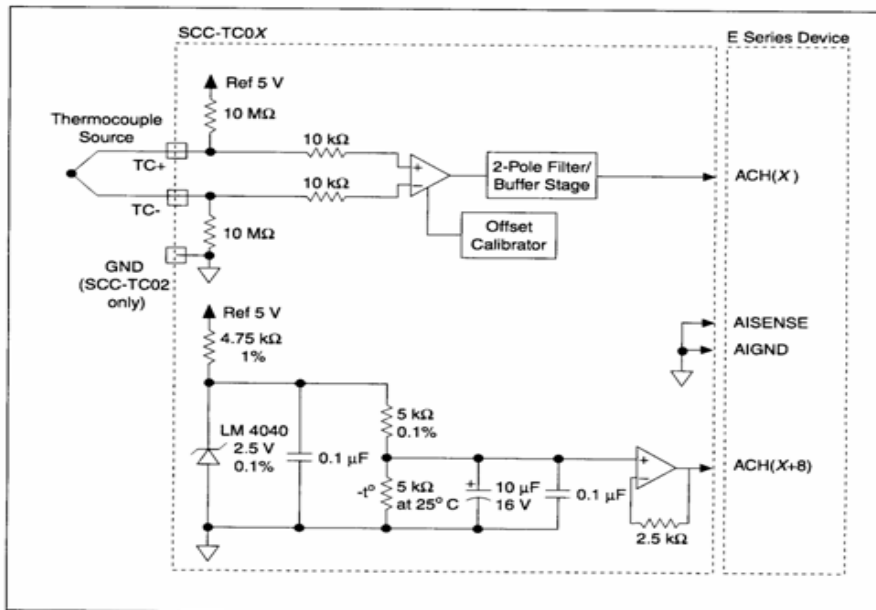 SCC-TC0X
E Series Device
Ref 5 V
10 MΩ
Thermocouple
Source
TC+
10 kΩ
+
−
2-Pole Filter/
Buffer Stage
ACH(X)
10 kΩ
TC-
Offset
Calibrator
10 MΩ
GND
(SCC-TC02
only)
Ref 5 V
4.75 kΩ
1%
AISENSE
AIGND
LM 4040
2.5 V
0.1%
0.1 µF
5 kΩ
0.1%
-t°
5 kΩ
at 25° C
+
10 µF
16 V
0.1 µF
+
−
ACH(X+8)
2.5 kΩ